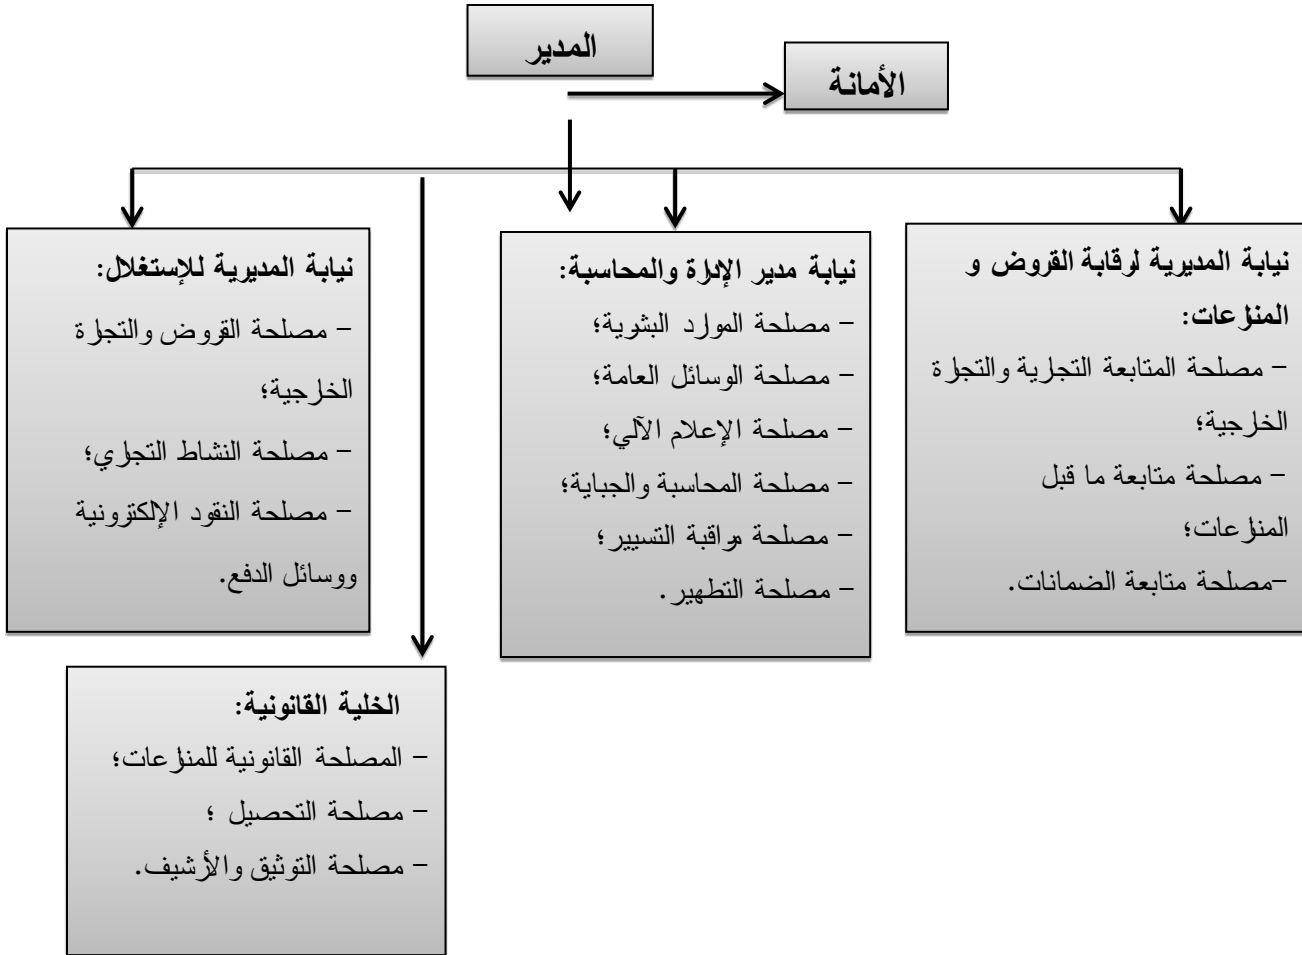 المدير
الأمانة
نيابة المديرية لرقابة القروض و
المنازعات:
– مصلحة المتابعة التجارية والتجارة
الخارجية؛
– مصلحة متابعة ما قبل
المنازعات؛
–مصلحة متابعة الضمانات.
نيابة مدير الإدارة والمحاسبة:
– مصلحة الموارد البشرية؛
– مصلحة الوسائل العامة؛
– مصلحة الإعلام الآلي؛
– مصلحة المحاسبة والجباية؛
– مصلحة مراقبة التسيير؛
– مصلحة التطهير.
نيابة المديرية للإستغلال:
– مصلحة القروض والتجارة
الخارجية؛
– مصلحة النشاط التجاري؛
– مصلحة النقود الإلكترونية
ووسائل الدفع.
الخلية القانونية:
– المصلحة القانونية للمنازعات؛
– مصلحة التحصيل ؛
– مصلحة التوثيق والأرشيف.